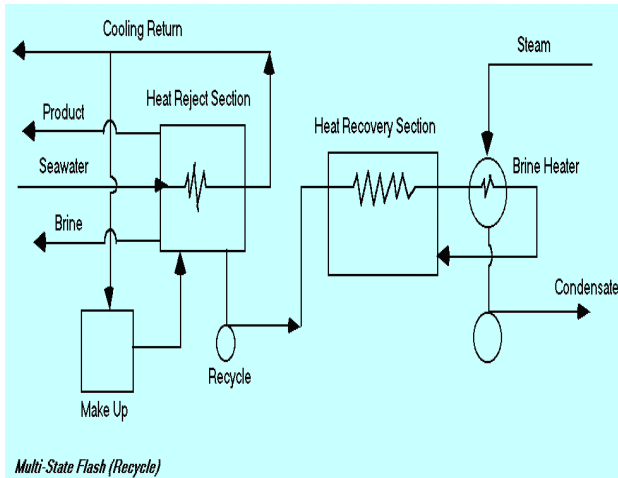 Cooling Return
Steam
Product
Heat Reject Section
Heat Recovery Section
Seawater
Brine Heater
Brine
Condensate
Recycle
Make Up
Multi-State Flash (Recycle)